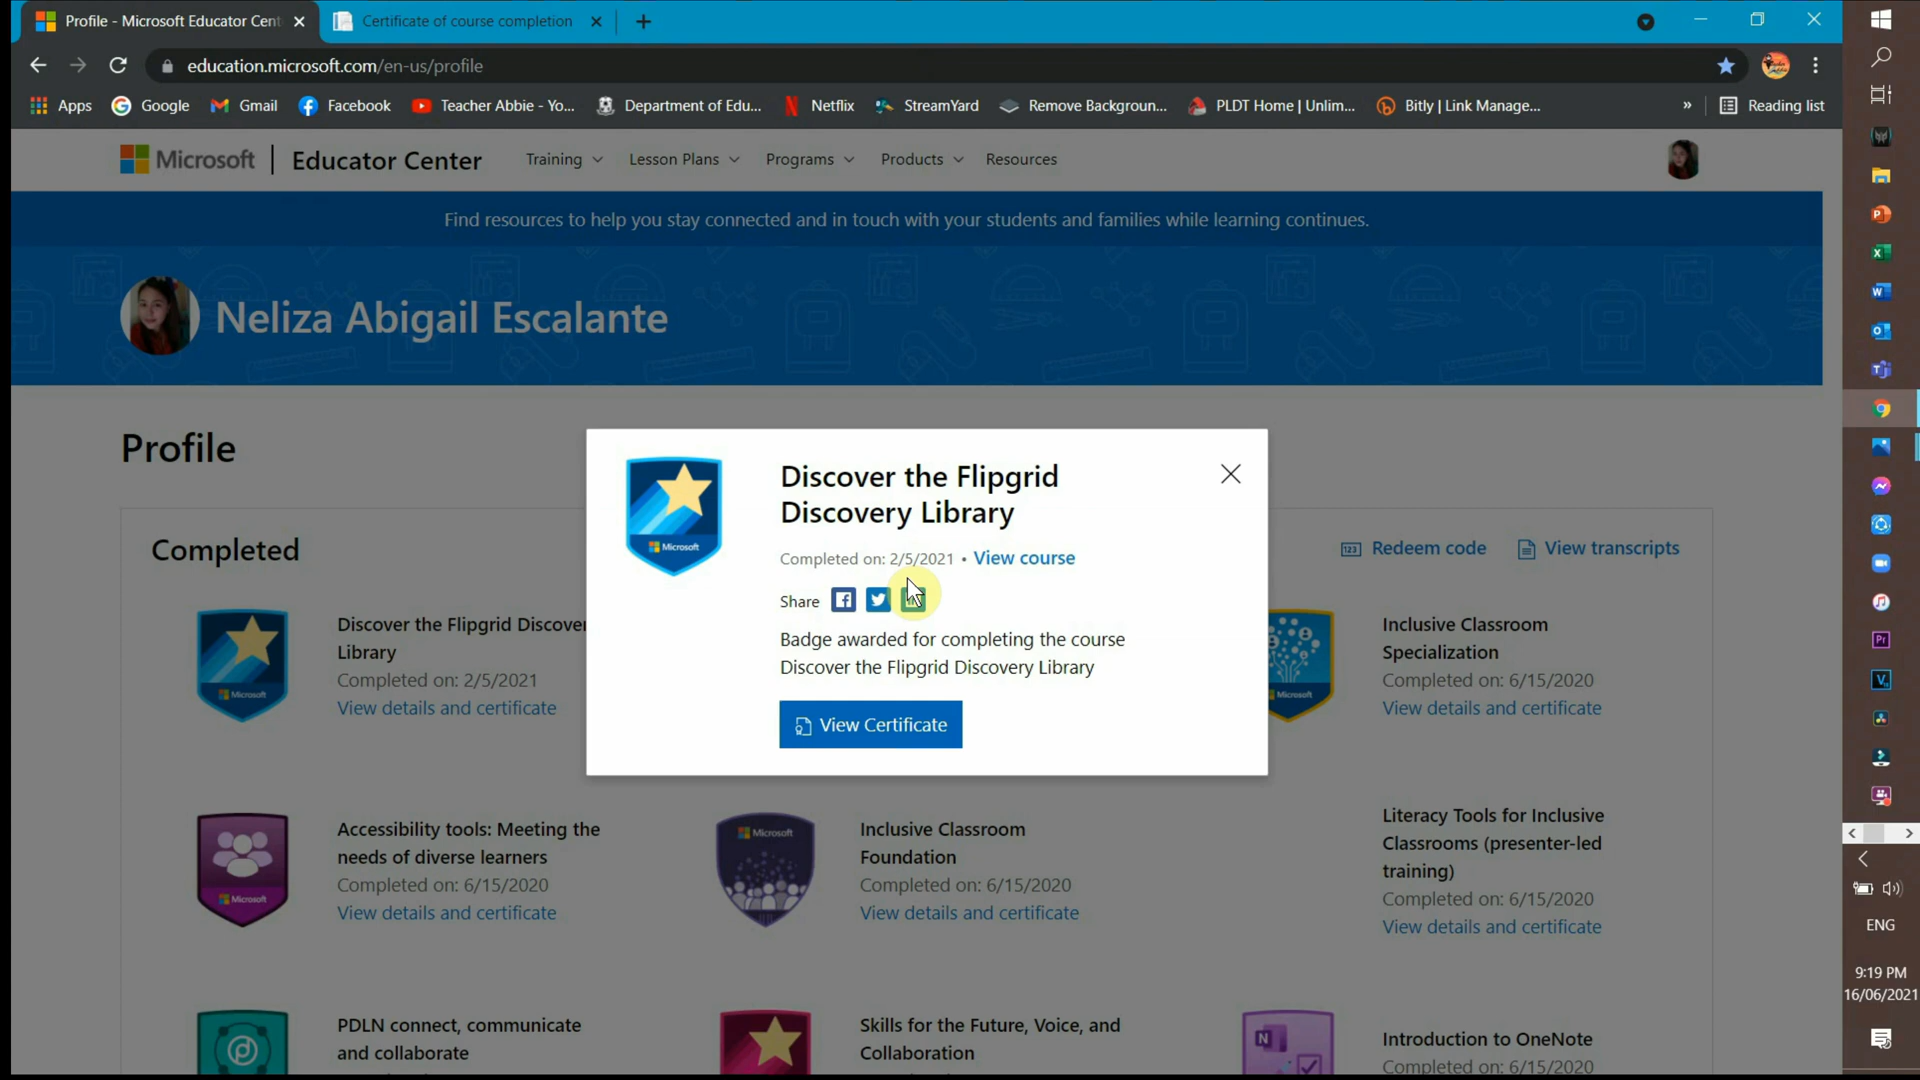 Profile - Microsoft Educator Cent
Certificate of course completion
education.microsoft.com/en-us/profile
Apps
Google
Gmail
Facebook
Teacher Abbie - Yo...
Department of Edu...
Netflix
StreamYard
Remove Backgroun...
PLDT Home | Unlim...
Bitly | Link Manage...
»
Reading list
Microsoft
Educator Center
Training
Lesson Plans
Programs
Products
Resources
Find resources to help you stay connected and in touch with your students and families while learning continues.
Neliza Abigail Escalante
Profile
Completed
Redeem code
View transcripts
Discover the Flipgrid
Discovery Library
Completed on: 2/5/2021 • View course
Share
Badge awarded for completing the course
Discover the Flipgrid Discovery Library
View Certificate
Microsoft
Discover the Flipgrid Discover
Library
Completed on: 2/5/2021
View details and certificate
Microsoft
Inclusive Classroom
Specialization
Completed on: 6/15/2020
View details and certificate
Microsoft
Accessibility tools: Meeting the
needs of diverse learners
Completed on: 6/15/2020
View details and certificate
Microsoft
Inclusive Classroom
Foundation
Completed on: 6/15/2020
View details and certificate
Microsoft
Literacy Tools for Inclusive
Classrooms (presenter-led
training)
Completed on: 6/15/2020
View details and certificate
PDLN connect, communicate
and collaborate
Skills for the Future, Voice, and
Collaboration
Introduction to OneNote
Completed on: 6/15/2020
ENG
9:19 PM
16/06/2021